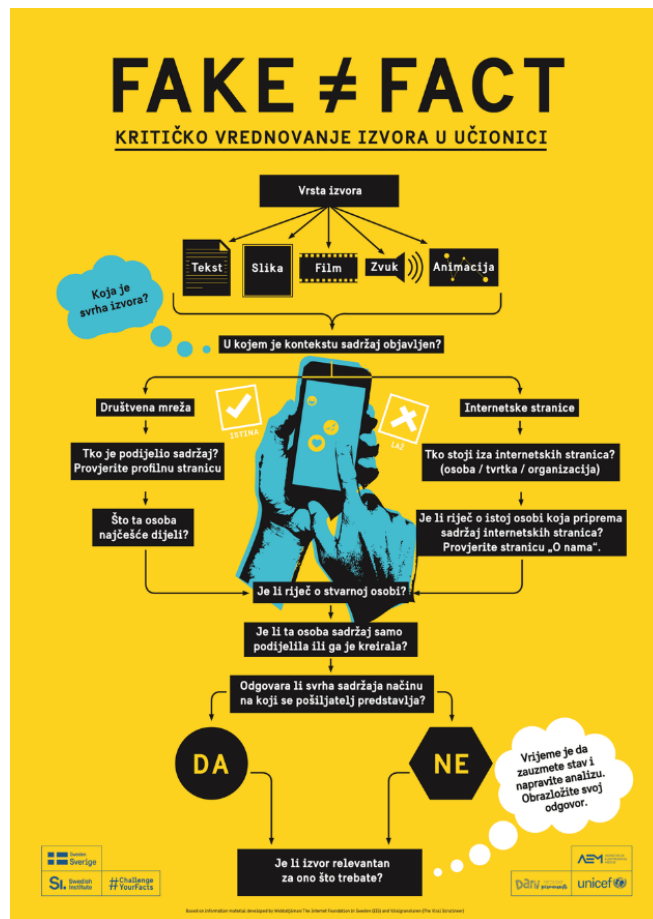 FAKE ≠ FACT
KRITIČKO VREDNOVANJE IZVORA U UČIONICI
Vrsta izvora
Tekst
Slika
Film
Zvuk
Animacija
Koja je
svrha izvora?
U kojem je kontekstu sadržaj objavljen?
Društvena mreža
ISTINA
LAŽ
Internetske stranice
Tko je podijelio sadržaj?
Provjerite profilnu stranicu
Tko stoji iza internetskih stranica?
(osoba / tvrtka / organizacija)
Što ta osoba
najčešće dijeli?
Je li riječ o istoj osobi koja priprema
sadržaj internetskih stranica?
Provjerite stranicu „O nama“.
Je li riječ o stvarnoj osobi?
Je li ta osoba sadržaj samo
podijelila ili ga je kreirala?
Odgovara li svrha sadržaja načinu
na koji se pošiljatelj predstavlja?
DA
NE
Vrijeme je da
zauzmete stav i
napravite analizu.
Obrazložite svoj
odgovor.
Je li izvor relevantan
za ono što trebate?
Sweden
Sverige
SI. Swedish
Institute
#Challenge
YourFacts
AEM
unicef